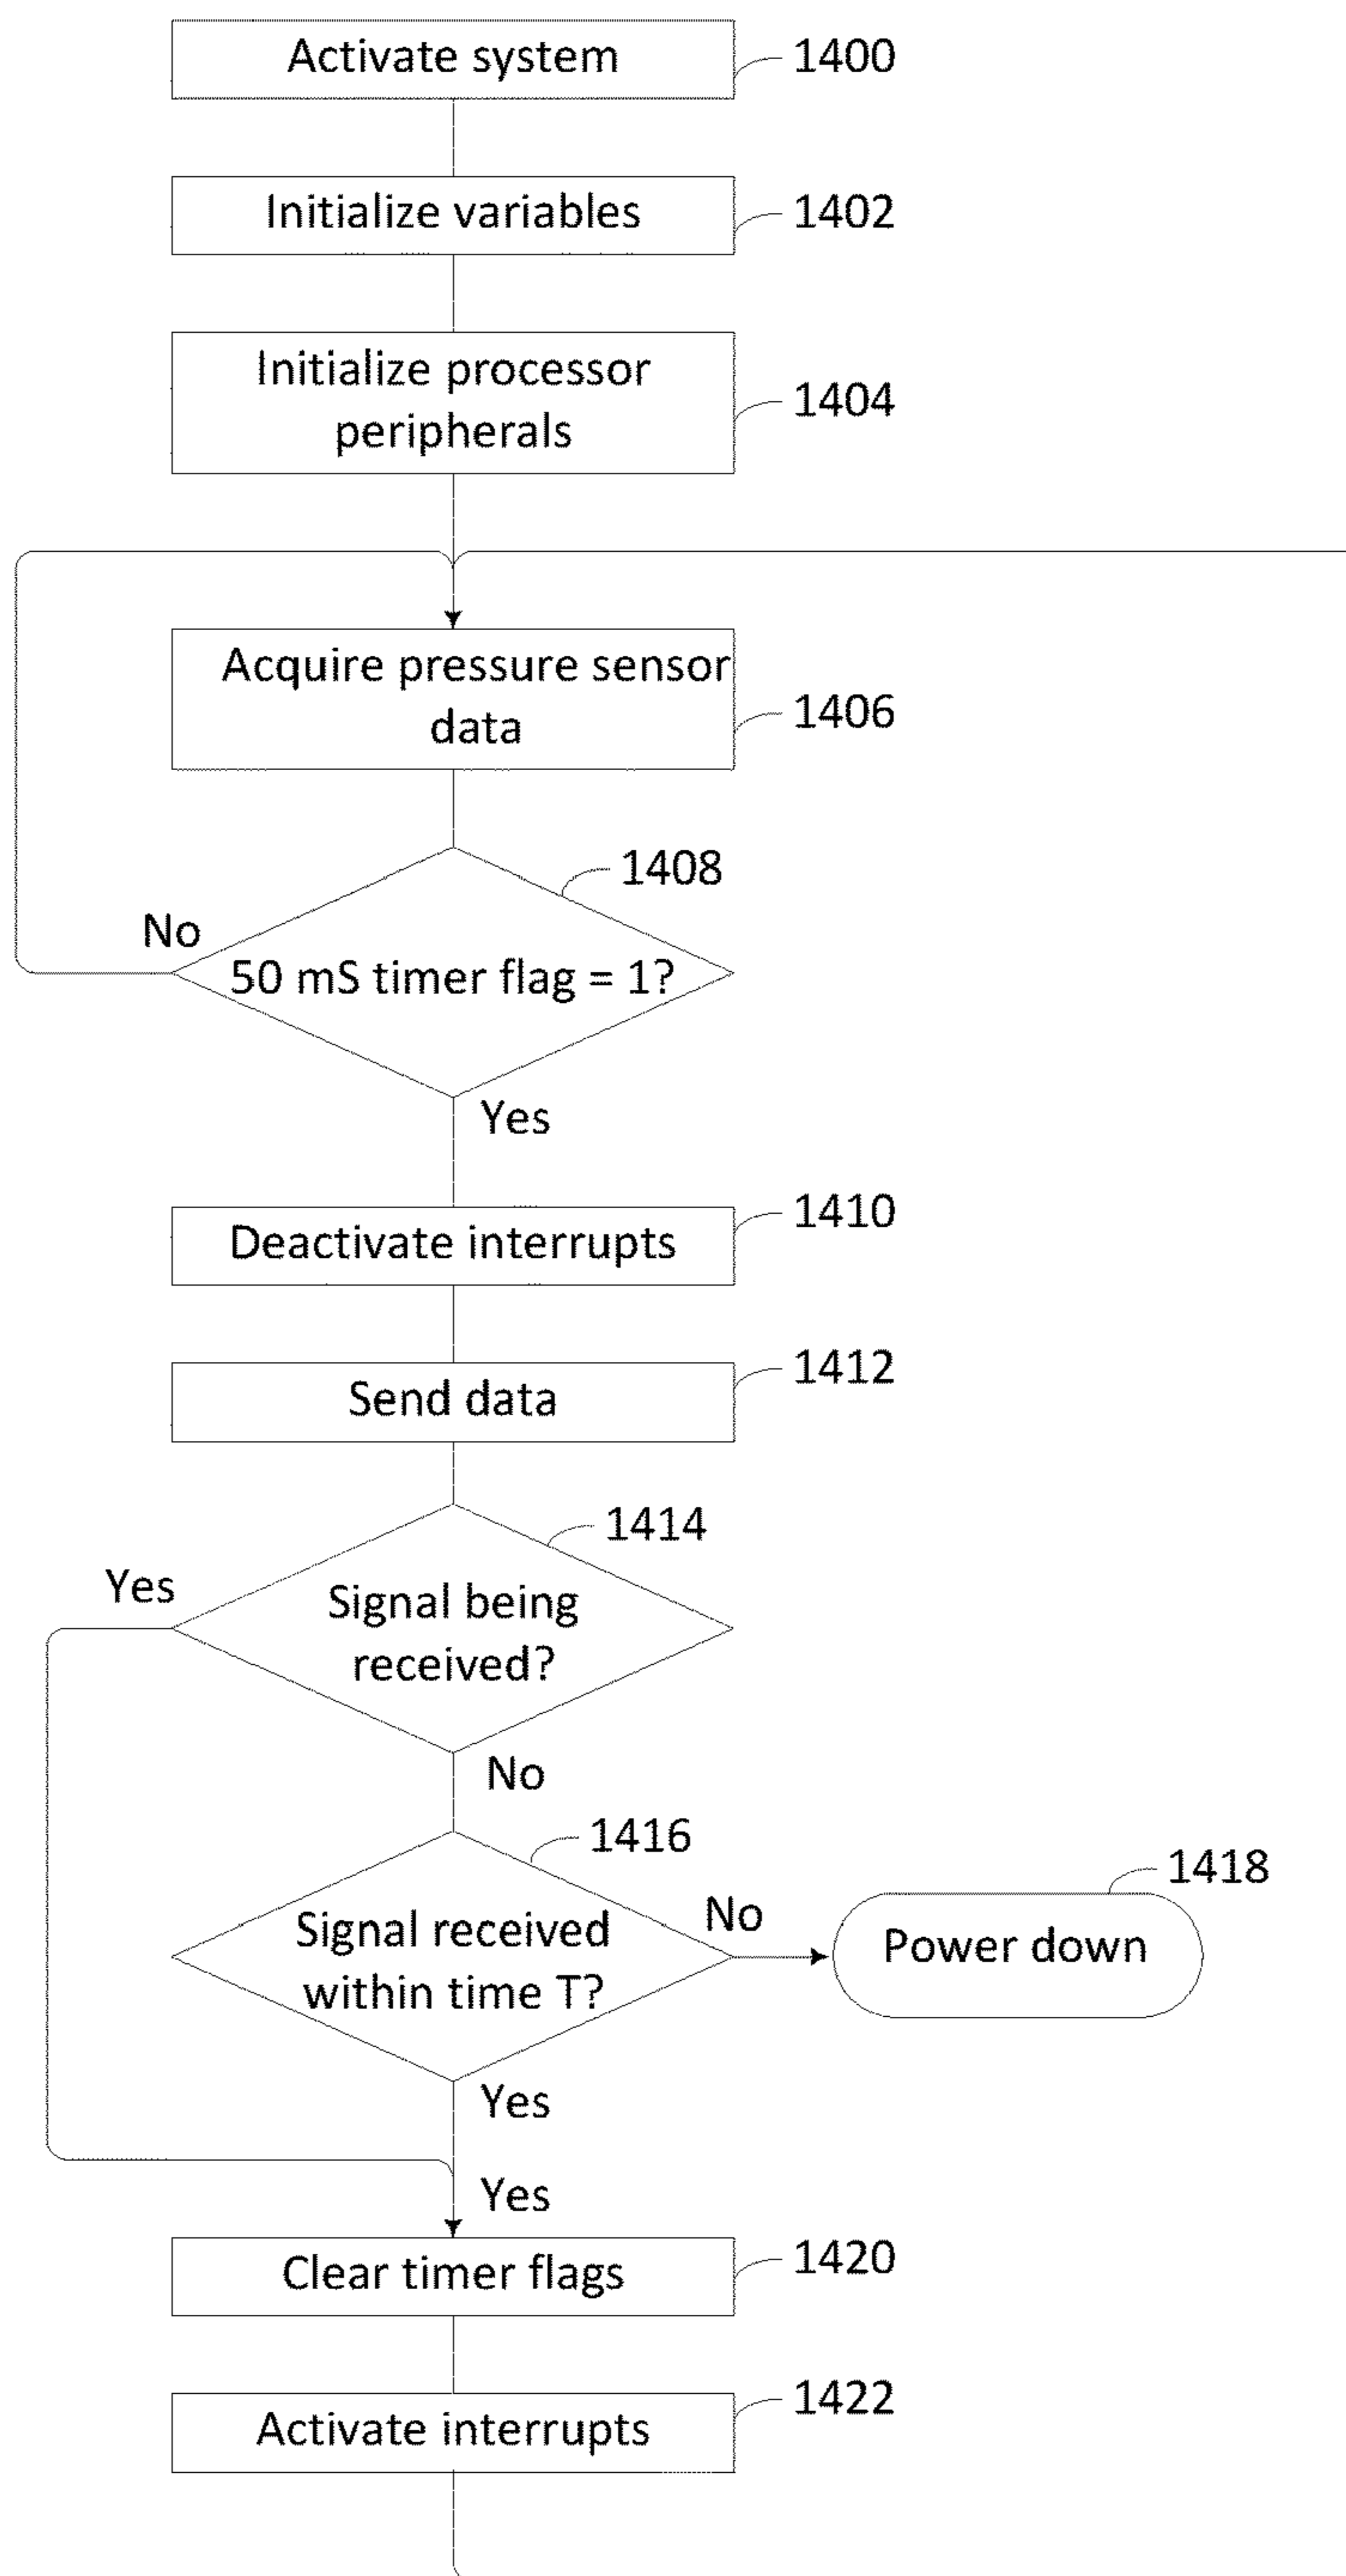 Activate system
1400
Initialize variables
1402
Initialize processor
peripherals
1404
Acquire pressure sensor
data
1406
1408
No
50 mS timer flag = 1?
Yes
1410
Deactivate interrupts
1412
Send data
1414
Yes
Signal being
received?
No
1416
1418
No
Signal received
within time T?
Power down
Yes
Yes
Clear timer flags
1420
Activate interrupts
1422